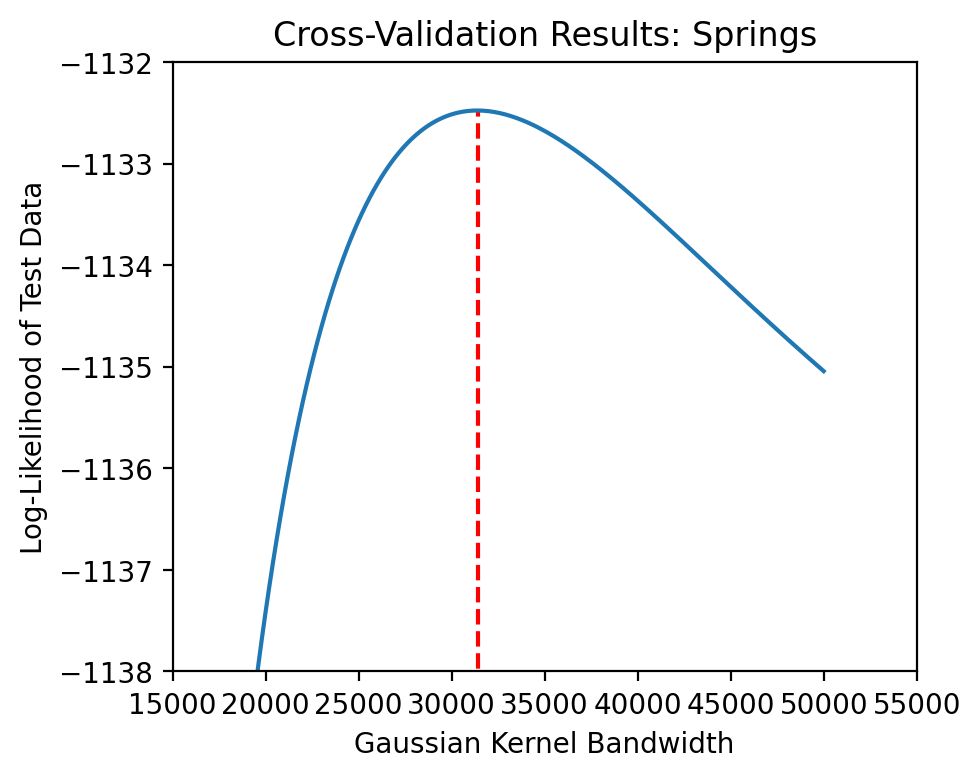 Cross-Validation Results: Springs
−1132
−1133
−1134
−1135
−1136
−1137
−1138
Log-Likelihood of Test Data
15000 20000 25000 30000 35000 40000 45000 50000 55000
Gaussian Kernel Bandwidth